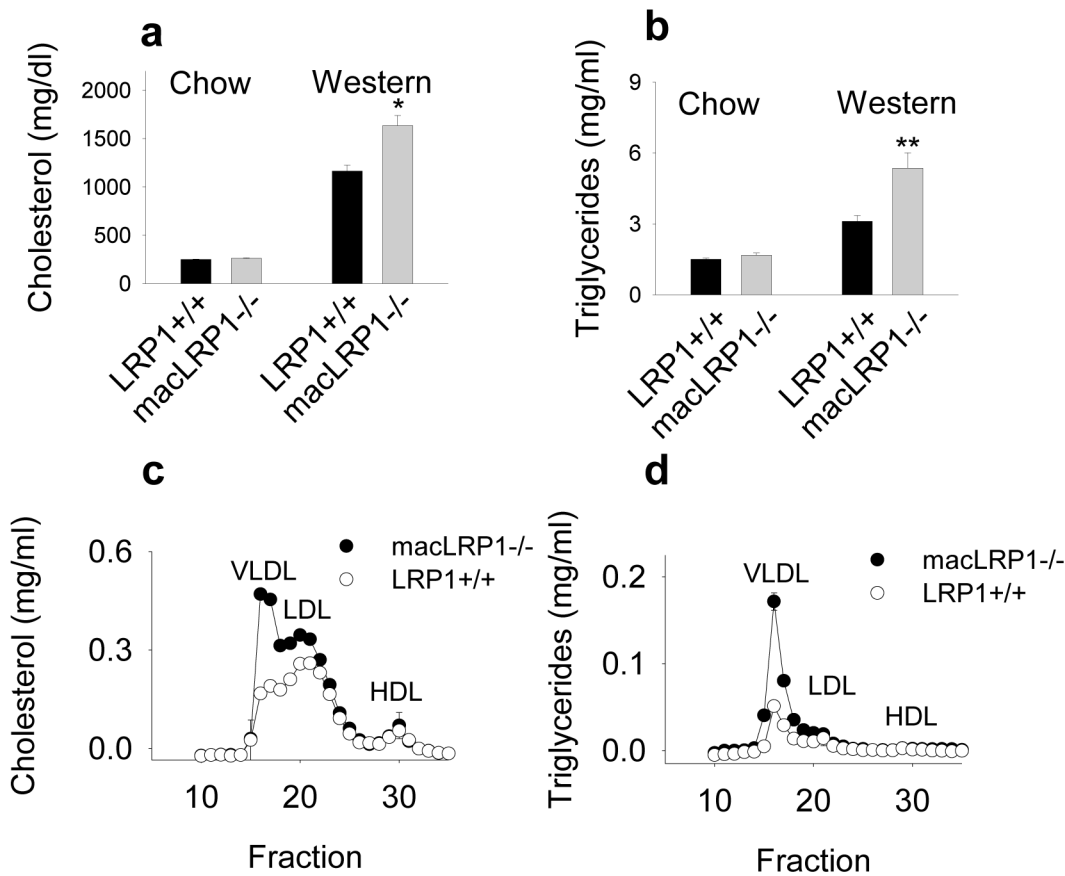 a
Cholesterol (mg/dl)
2000
1500
1000
500
0
Chow
Western
*
LRP1+/+
macLRP1-/-
LRP1+/+
macLRP1-/-
b
Triglycerides (mg/ml)
9
6
3
0
Chow
Western
**
LRP1+/+
macLRP1-/-
LRP1+/+
macLRP1-/-
c
Cholesterol (mg/ml)
0.6
0.3
0.0
macLRP1-/-
LRP1+/+
VLDL
LDL
HDL
10
20
30
Fraction
d
Triglycerides (mg/ml)
0.2
0.1
0.0
macLRP1-/-
LRP1+/+
VLDL
LDL
HDL
10
20
30
Fraction